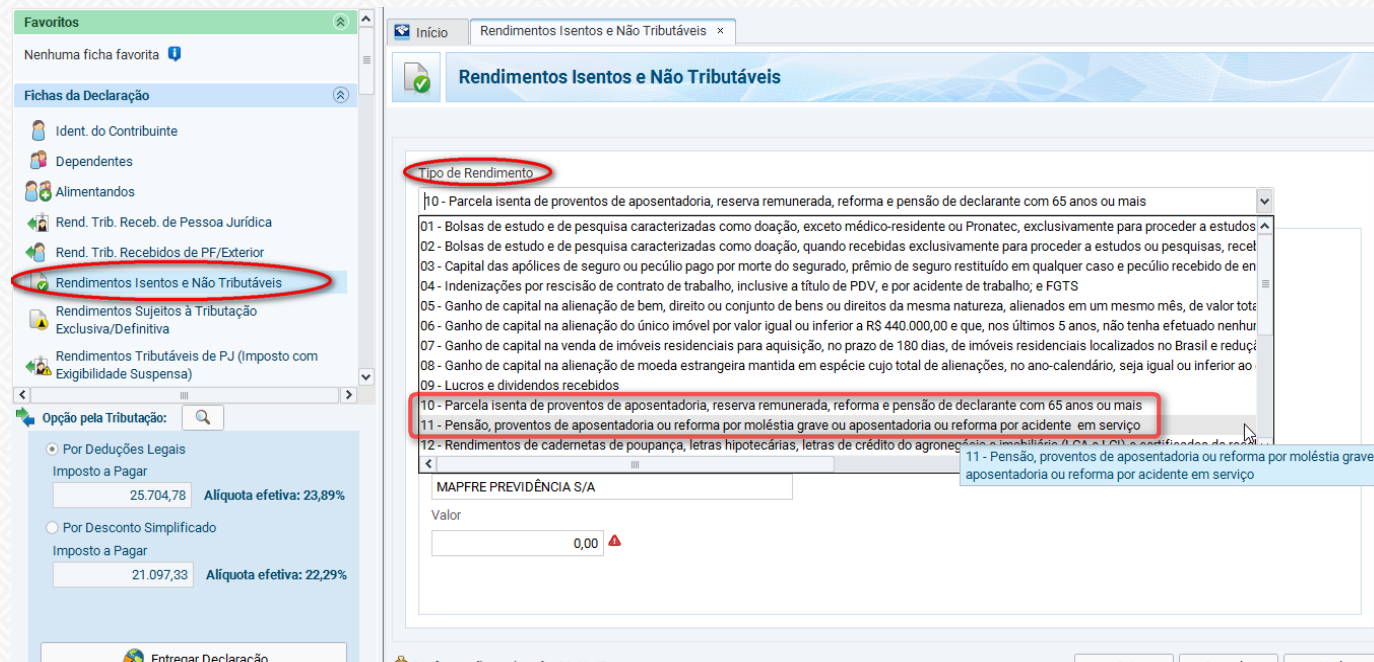 Favoritos
Nenhuma ficha favorita
Fichas da Declaração
Ident. do Contribuinte
Dependentes
Alimentandos
Rend. Trib. Receb. de Pessoa Jurídica
Rend. Trib. Recebidos de PF/Exterior
Rendimentos Isentos e Não Tributáveis
Rendimentos Sujeitos à Tributação
Exclusiva/Definitiva
Rendimentos Tributáveis de PJ (Imposto com
Exigibilidade Suspensa)
Opção pela Tributação:
Por Deduções Legais
Imposto a Pagar
25.704,78 Alíquota efetiva: 23,89%
Por Desconto Simplificado
Imposto a Pagar
21.097,33 Alíquota efetiva: 22,29%
Entregar Declaração
Início
Rendimentos Isentos e Não Tributáveis ×
Rendimentos Isentos e Não Tributáveis
Tipo de Rendimento
10 - Parcela isenta de proventos de aposentadoria, reserva remunerada, reforma e pensão de declarante com 65 anos ou mais
01 - Bolsas de estudo e de pesquisa caracterizadas como doação, exceto médico-residente ou Pronatec, exclusivamente para proceder a estudos
02 - Bolsas de estudo e de pesquisa caracterizadas como doação, quando recebidas exclusivamente para proceder a estudos ou pesquisas,
03 - Capital das apólices de seguro ou pecúlio pago por morte do segurado, prêmio de seguro restituído em qualquer caso e pecúlio recebido de en
04 - Indenizações por rescisão de contrato de trabalho, inclusive a título de PDV, e por acidente de trabalho; e FGTS
05 - Ganho de capital na alienação de bem, direito ou conjunto de bens ou direitos da mesma natureza, alienados em um mesmo mês, de valor
06 - Ganho de capital na alienação do único imóvel por valor igual ou inferior a R$ 440.000,00 e que, nos últimos 5 anos, não tenha efetuado
07 - Ganho de capital na venda de imóveis residenciais para aquisição, no prazo de 180 dias, de imóveis residenciais localizados no Brasil e
08 - Ganho de capital na alienação de moeda estrangeira mantida em espécie cujo total de alienações, no ano-calendário, seja igual ou inferior ao
09 - Lucros e dividendos recebidos
10 - Parcela isenta de proventos de aposentadoria, reserva remunerada, reforma e pensão de declarante com 65 anos ou mais
11 - Pensão, proventos de aposentadoria ou reforma por moléstia grave ou aposentadoria ou reforma por acidente em serviço
12 - Rendimentos de cadernetas de poupança, letras hipotecárias, letras de crédito do
11 - Pensão, proventos de aposentadoria ou reforma por moléstia grave
aposentadoria ou reforma por acidente em serviço
MAPFRE PREVIDÊNCIA S/A
Valor
0,00